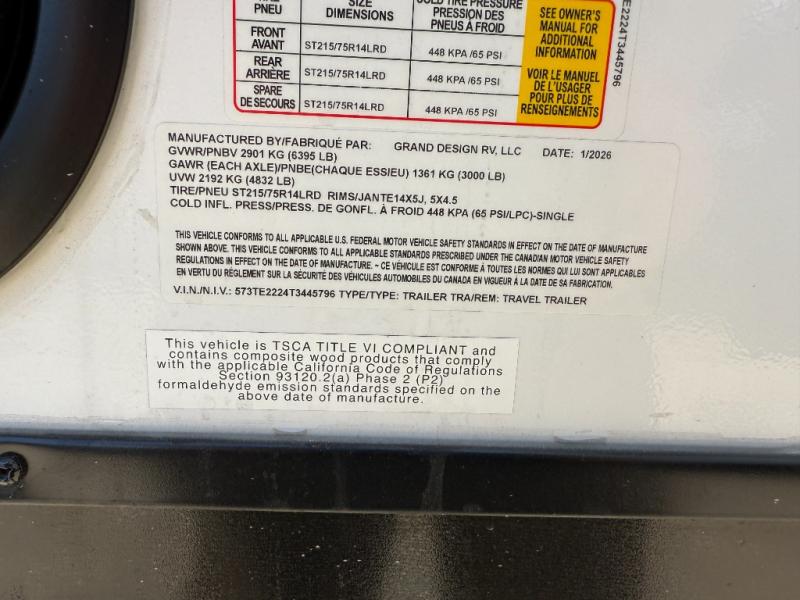 PNEU DIMENSIONS PRESSION DES PNEUS À FROID
SIZE COLD TIRE PRESSURE
FRONT AVANT ST215/75R14LRD 448 KPA /65 PSI
REAR ARRIÈRE ST215/75R14LRD 448 KPA /65 PSI
SPARE DE SECOURS ST215/75R14LRD 448 KPA /65 PSI
SEE OWNER'S
MANUAL FOR
ADDITIONAL
INFORMATION
VOIR LE MANUEL
DE L'USAGER
POUR PLUS DE
RENSEIGNEMENTS
E2224T3445796
MANUFACTURED BY/FABRIQUÉ PAR: GRAND DESIGN RV, LLC DATE: 1/2026
GVWR/PNBV 2901 KG (6395 LB)
GAWR (EACH AXLE)/PNBE(CHAQUE ESSIEU) 1361 KG (3000 LB)
UVW 2192 KG (4832 LB)
TIRE/PNEU ST215/75R14LRD RIMS/JANTE14X5J, 5X4.5
COLD INFL. PRESS/PRESS. DE GONFL. À FROID 448 KPA (65 PSI/LPC)-SINGLE
THIS VEHICLE CONFORMS TO ALL APPLICABLE U.S. FEDERAL MOTOR VEHICLE SAFETY STANDARDS IN EFFECT ON THE DATE OF MANUFACTURE
SHOWN ABOVE. THIS VEHICLE CONFORMS TO ALL APPLICABLE STANDARDS PRESCRIBED UNDER THE CANADIAN MOTOR VEHICLE SAFETY
REGULATIONS IN EFFECT ON THE DATE OF MANUFACTURE. ~ CE VÉHICULE EST CONFORME À TOUTES LES NORMES QUI LUI SONT APPLICABLES
EN VERTU DU RÈGLEMENT SUR LA SÉCURITÉ DES VÉHICULES AUTOMOBILES DU CANADA EN VIGUEUR À LA DATE DE SA FABRICATION.
V.I.N./N.I.V.: 573TE2224T3445796 TYPE/TYPE: TRAILER TRA/REM: TRAVEL TRAILER
This vehicle is TSCA TITLE VI COMPLIANT and
contains composite wood products that comply
with the applicable California Code of Regulations
Section 93120.2(a) Phase 2 (P2)
formaldehyde emission standards specified on the
above date of manufacture.